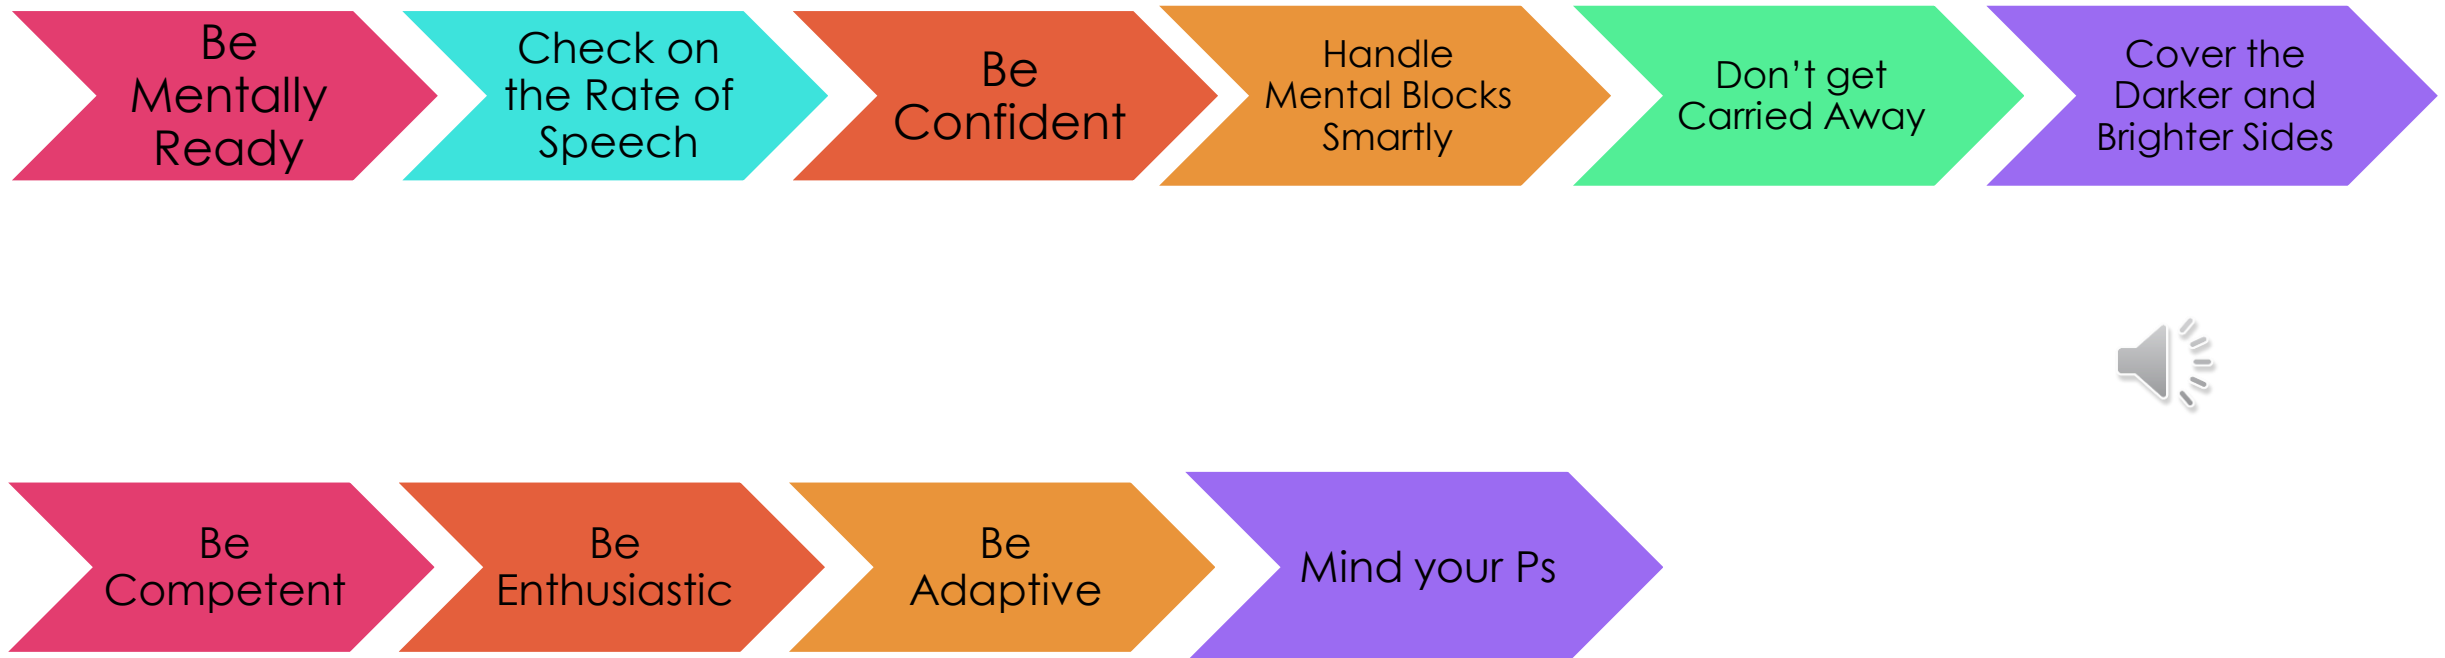 Be
Mentally
Ready
Check on
the Rate of
Speech
Be
Confident
Handle
Mental Blocks
Smartly
Don’t get
Carried Away
Cover the
Darker and
Brighter Sides
Be
Competent
Be
Enthusiastic
Be
Adaptive
Mind your Ps